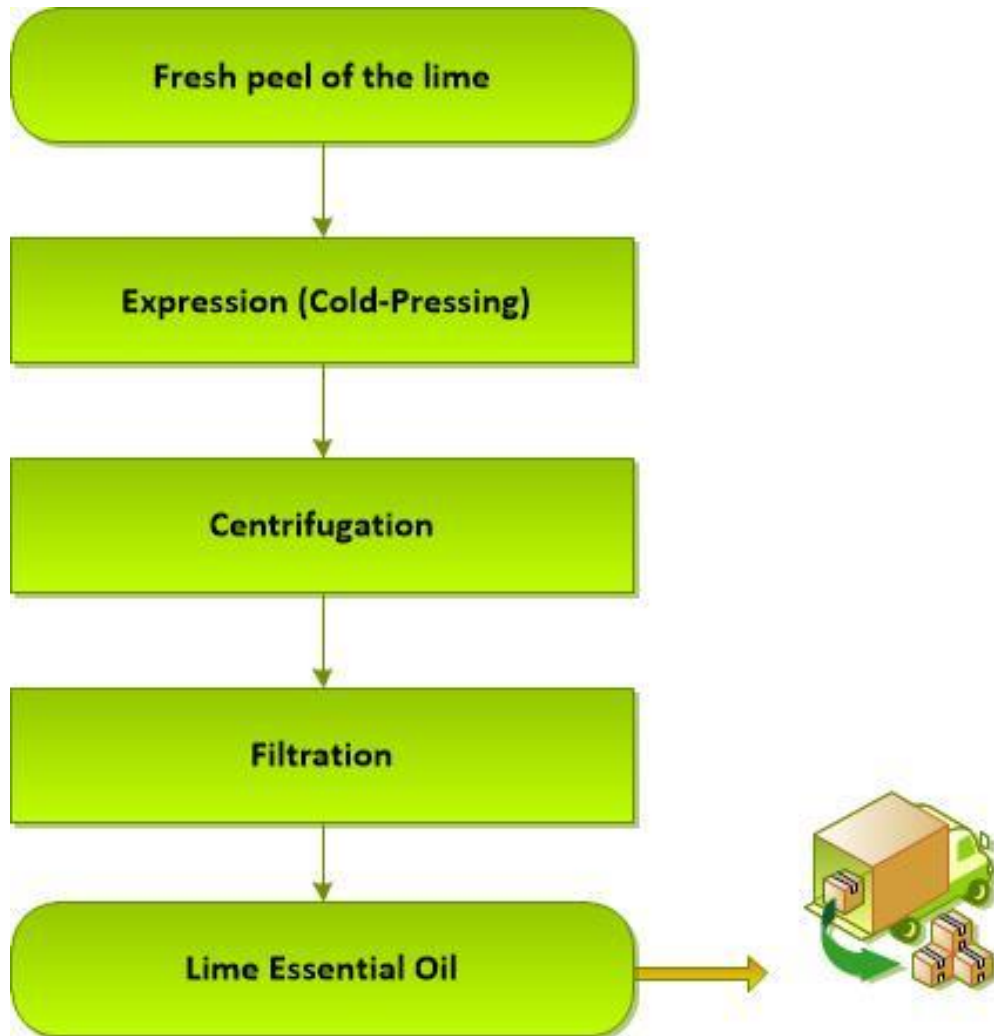 Fresh peel of the lime
Expression (Cold-Pressing)
Centrifugation
Filtration
Lime Essential Oil